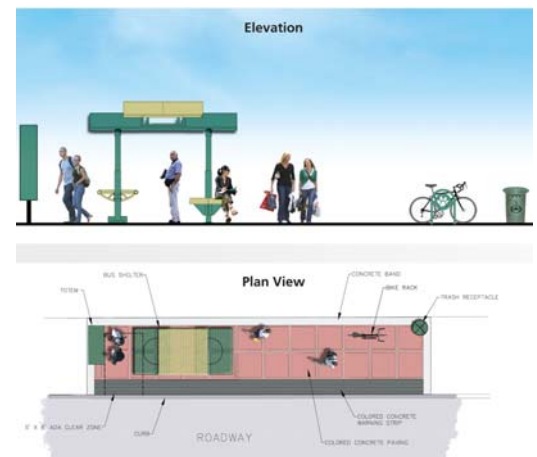 Elevation
BUS SHELTER
Plan View
CONCRETE BAND
BIKE RACK
TOTEM
TRASH RECEPTACLE
5' X 8' ADA CLEAR ZONE
CURB
ROADWAY
COLORED CONCRETE
WARNING STRIP
COLORED CONCRETE PAVING